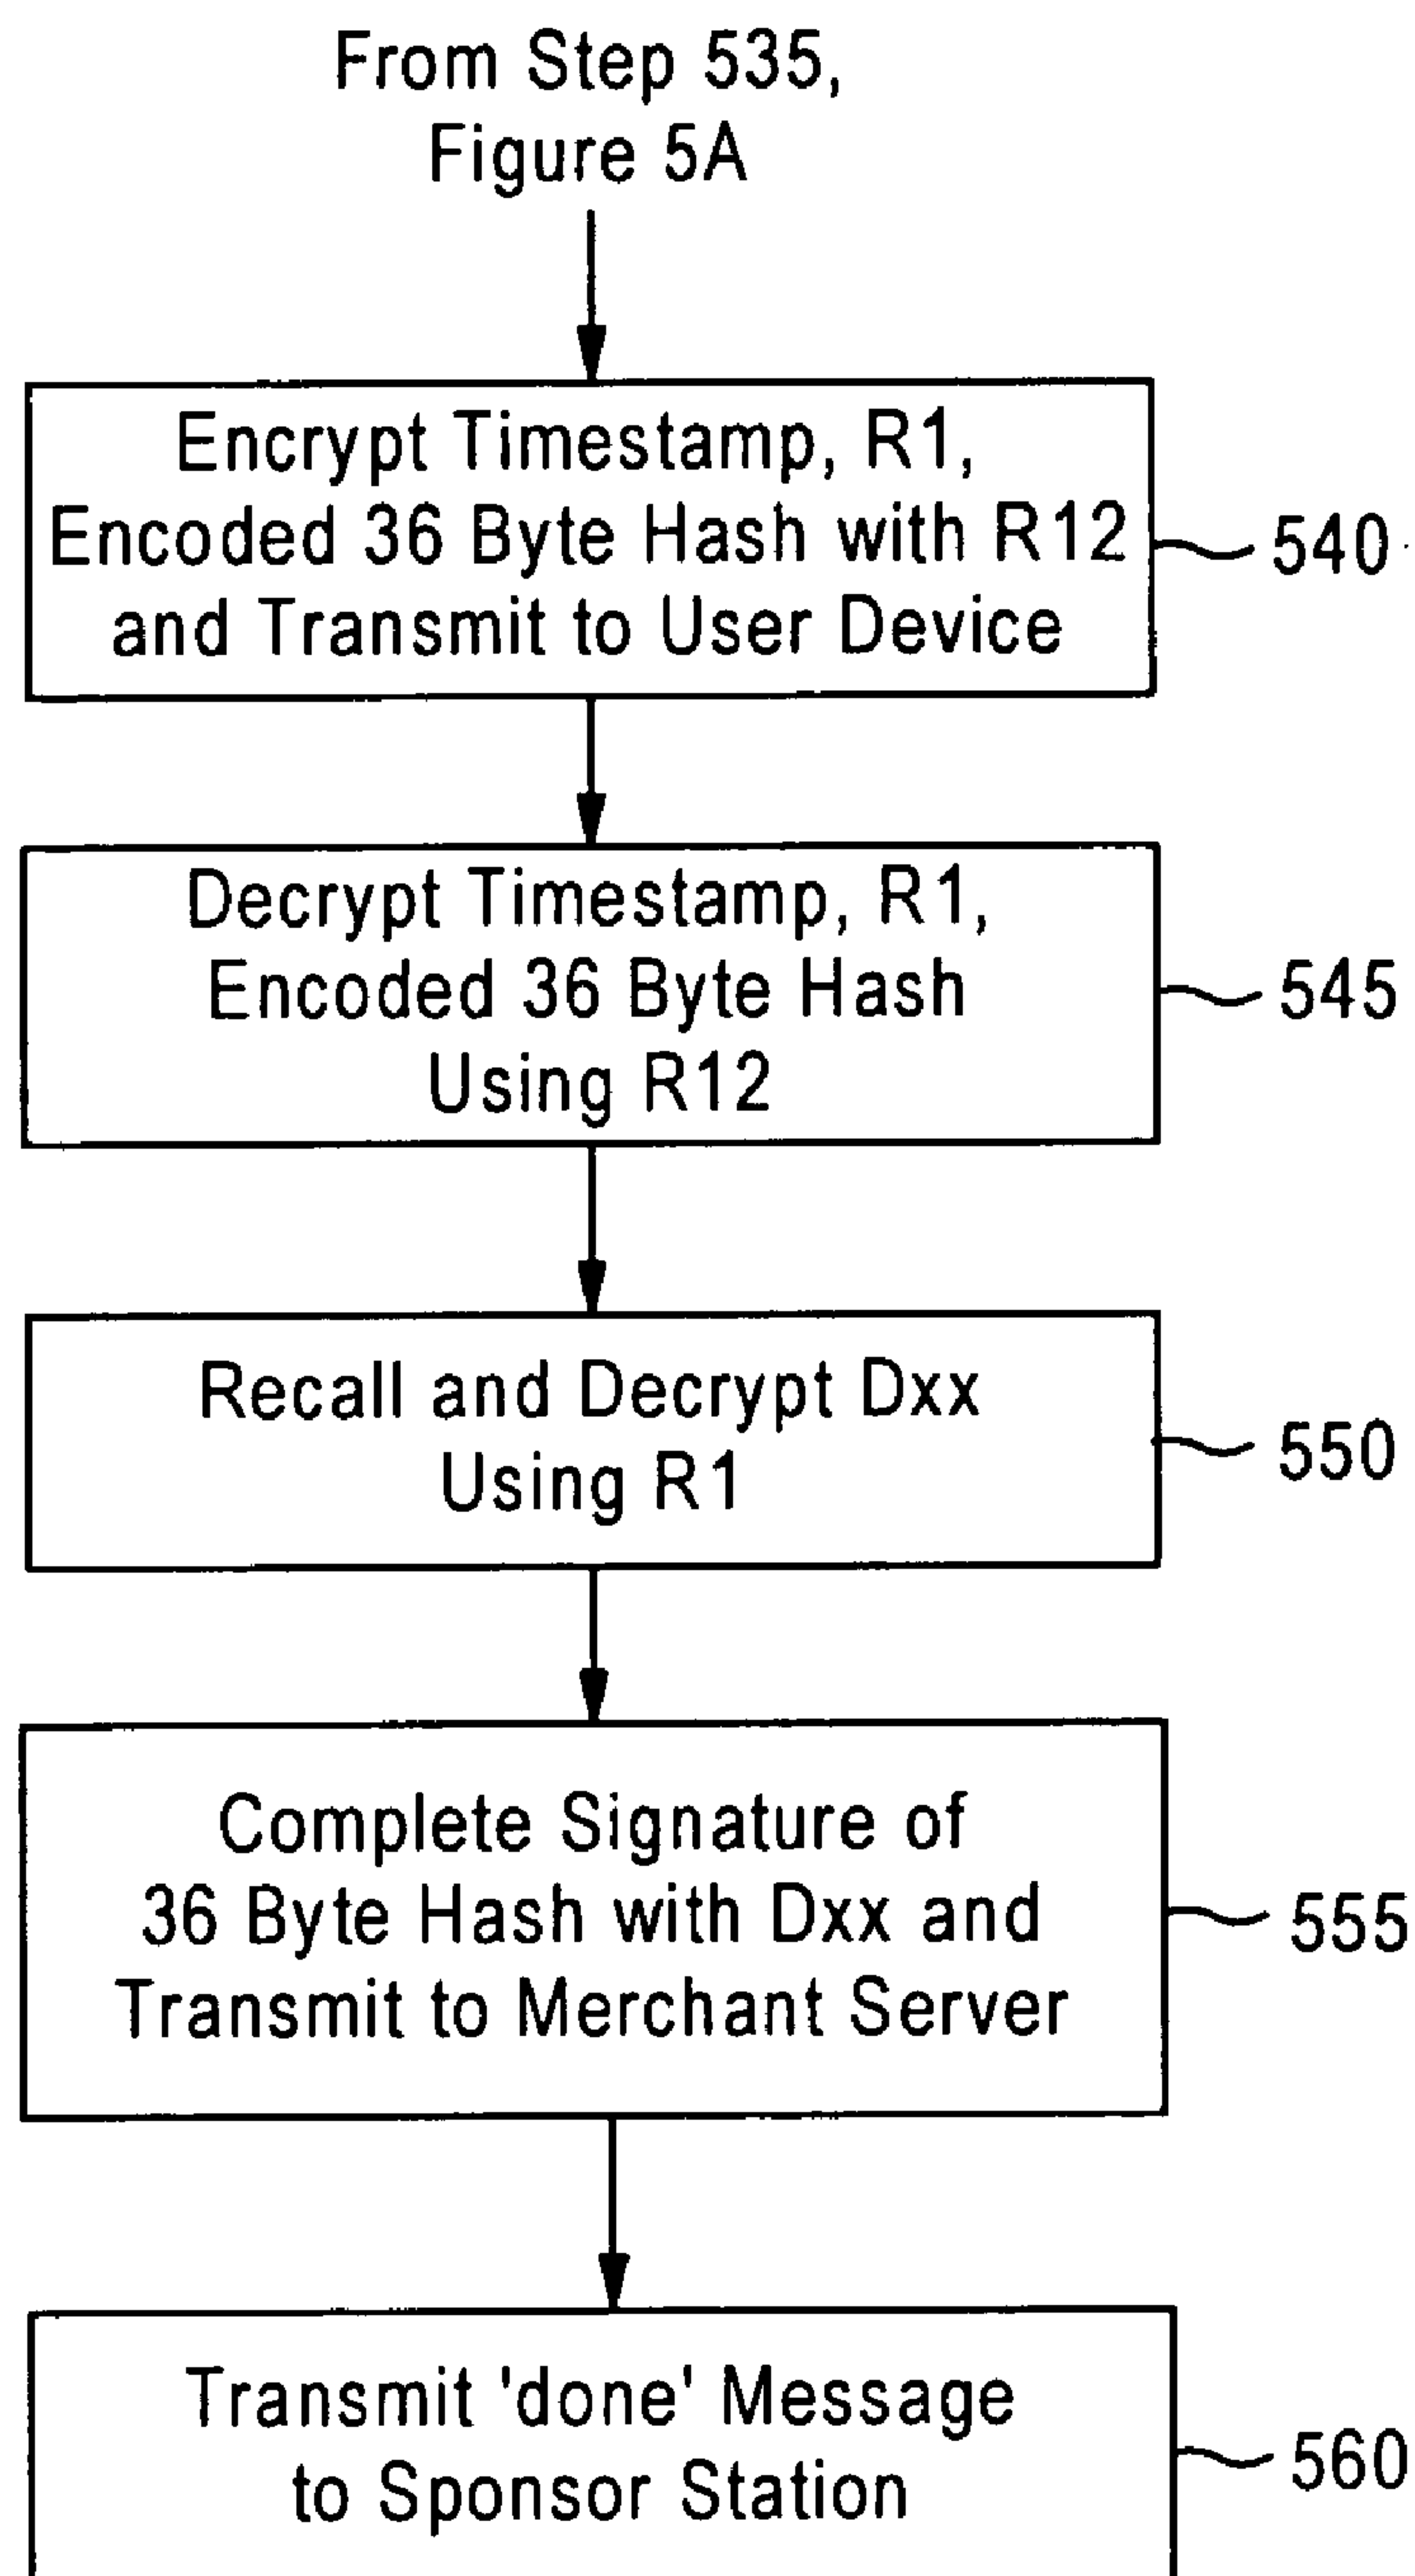 From Step 535,
Figure 5A
Encrypt Timestamp, R1,
Encoded 36 Byte Hash with R12
and Transmit to User Device
540
Decrypt Timestamp, R1,
Encoded 36 Byte Hash
Using R12
545
Recall and Decrypt Dxx
Using R1
550
Complete Signature of
36 Byte Hash with Dxx and
Transmit to Merchant Server
555
Transmit 'done' Message
to Sponsor Station
560